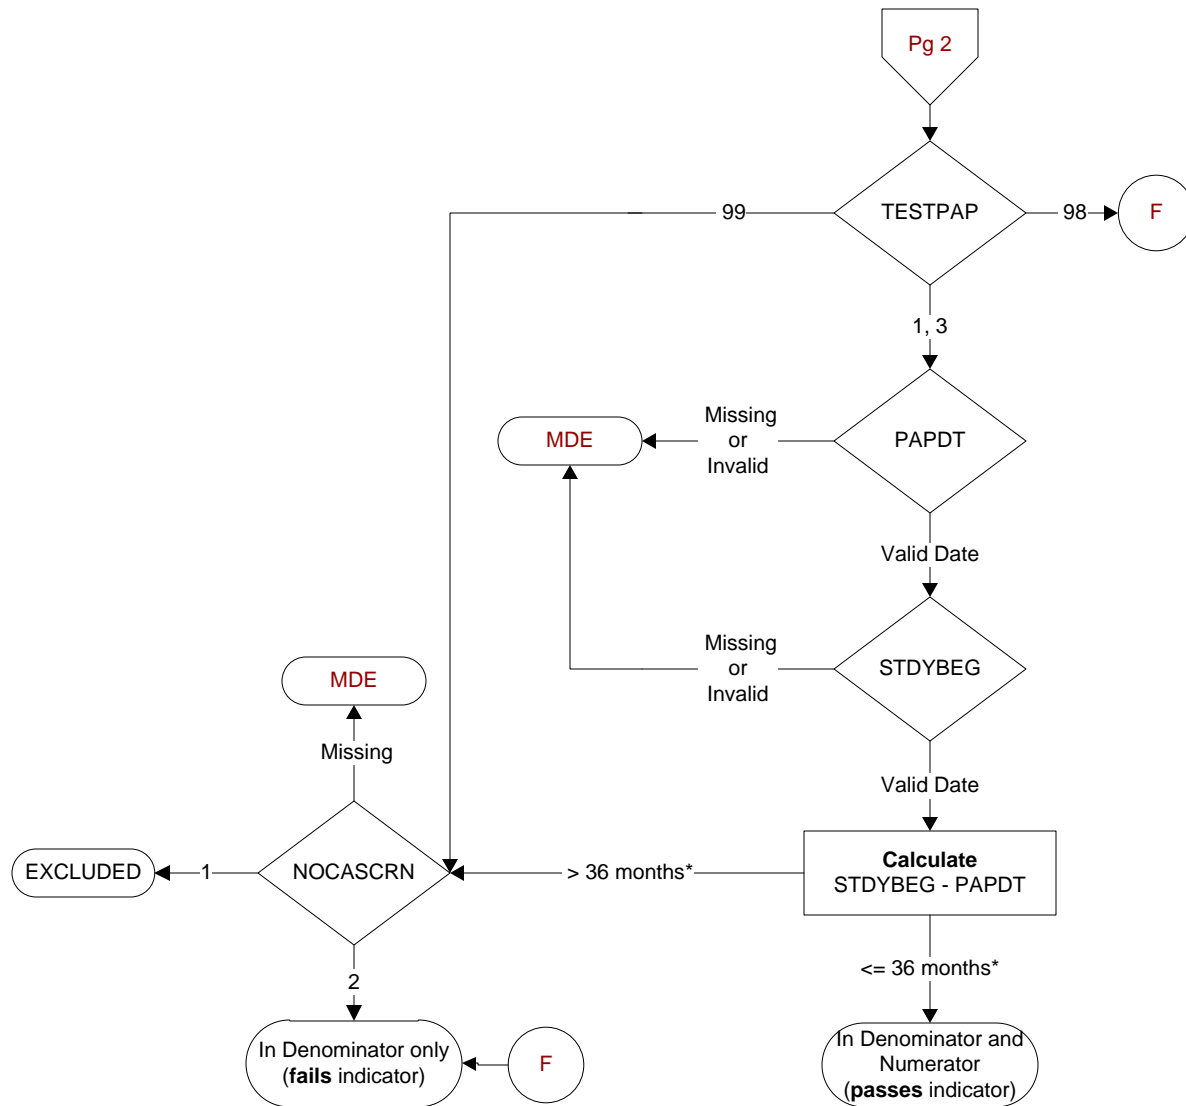 Pg 2
TESTPAP
99
98
F
1, 3
Missing
or
Invalid
MDE
PAPDT
Valid Date
Missing
or
Invalid
STDYBEG
MDE
Missing
Valid Date
EXCLUDED
1
NOCASCRN
> 36 months*
Calculate
STDYBEG - PAPDT
2
<= 36 months*
In Denominator only
(fails indicator)
F
In Denominator and
Numerator
(passes indicator)